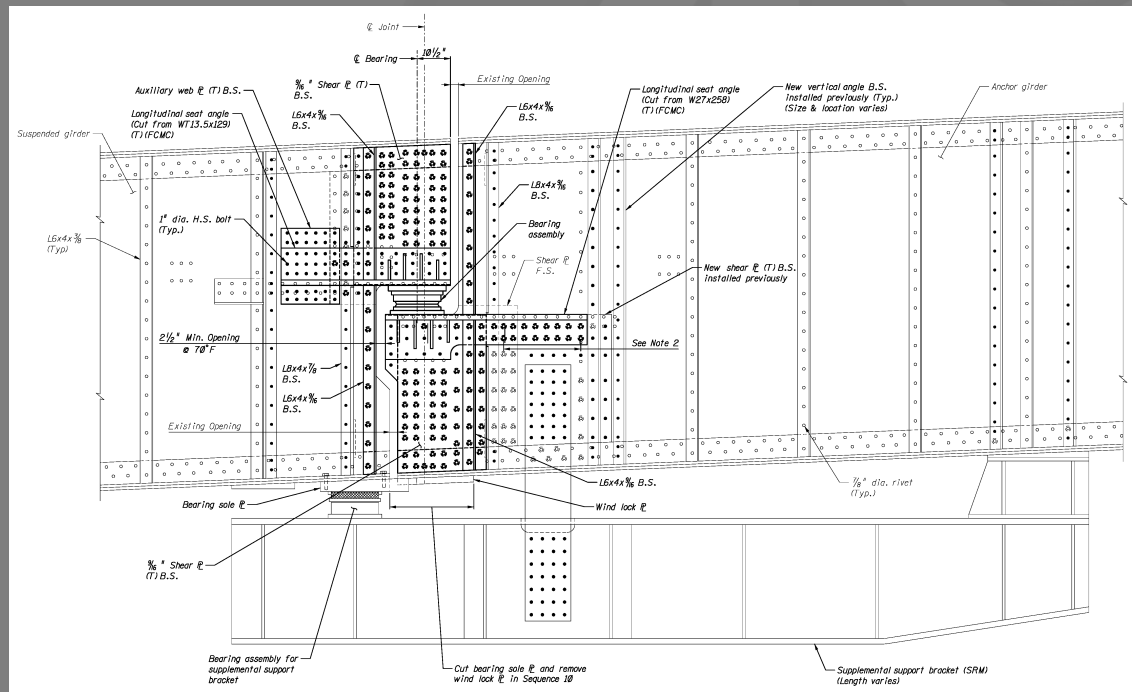 ℄ Joint
℄ Bearing
10½"
⁹⁄₁₆" Shear ℙ (T)
B.S.
Existing Opening
Auxiliary web ℙ (T) B.S.
Longitudinal seat angle
(Cut from WT13.5x129)
(T)(FCMC)
L6x4x⁹⁄₁₆
B.S.
L6x4x⁹⁄₁₆
B.S.
Longitudinal seat angle
(Cut from W27x258)
(T)(FCMC)
New vertical angle B.S.
installed previously (Typ.)
(Size & location varies)
Anchor girder
Suspended girder
L8x4x⁹⁄₁₆
B.S.
1" dia. H.S. bolt
(Typ.)
Bearing
assembly
L6x4x⅜
(Typ)
Shear ℙ
F.S.
New shear ℙ (T) B.S.
installed previously
2½" Min. Opening
@ 70°F
See Note 2
L8x4x⅞
B.S.
L6x4x⁹⁄₁₆
B.S.
Existing Opening
L6x4x⁹⁄₁₆ B.S.
⅞" dia. rivet
(Typ.)
Bearing sole ℙ
Wind lock ℙ
⁹⁄₁₆" Shear ℙ
(T) B.S.
Bearing assembly for
supplemental support
bracket
Cut bearing sole ℙ and remove
wind lock ℙ in Sequence 10
Supplemental support bracket (SRM)
(Length varies)